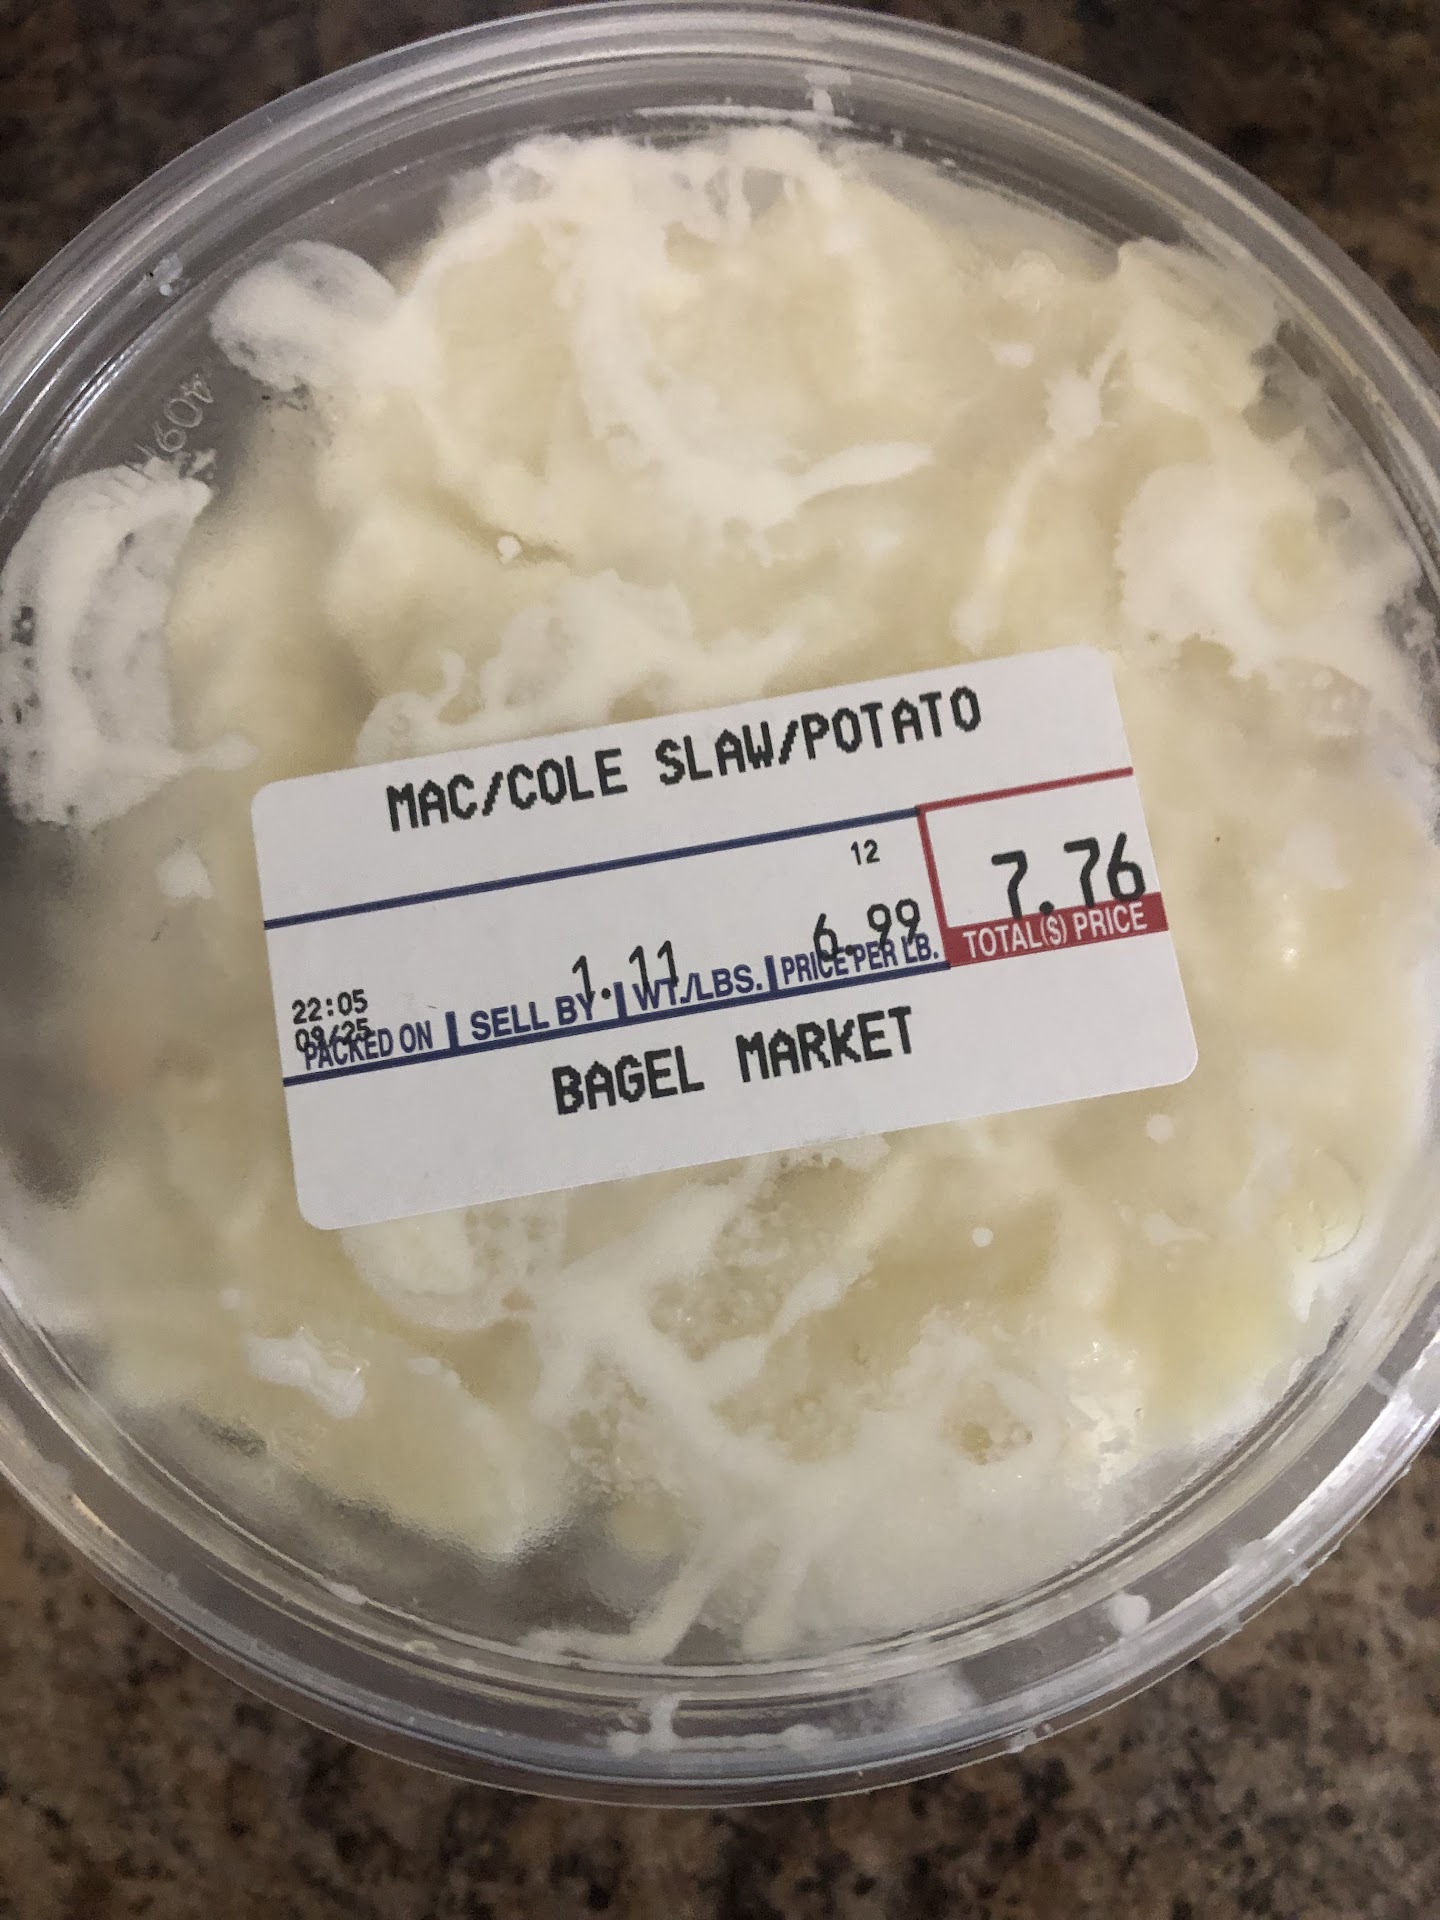 MAC/COLE SLAW/POTATO
12
1.11 6.99 7.76
22:05
09/25
PACKED ON SELL BY WT./LBS. PRICE PER LB. TOTAL(S) PRICE
BAGEL MARKET